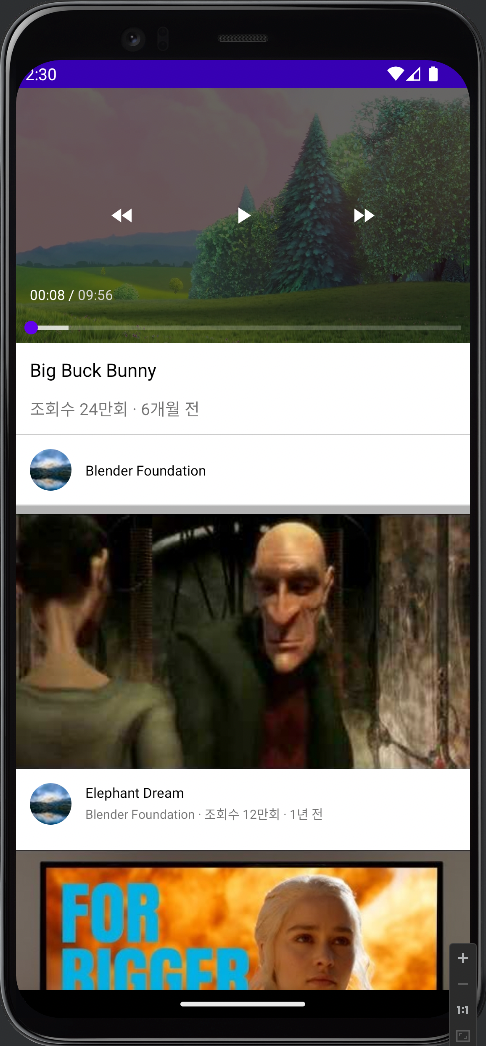 2:30
00:08 / 09:56
Big Buck Bunny
조회수 24만회 · 6개월 전
Blender Foundation
Elephant Dream
Blender Foundation · 조회수 12만회 · 1년 전
FOR
BIGGER
1:1